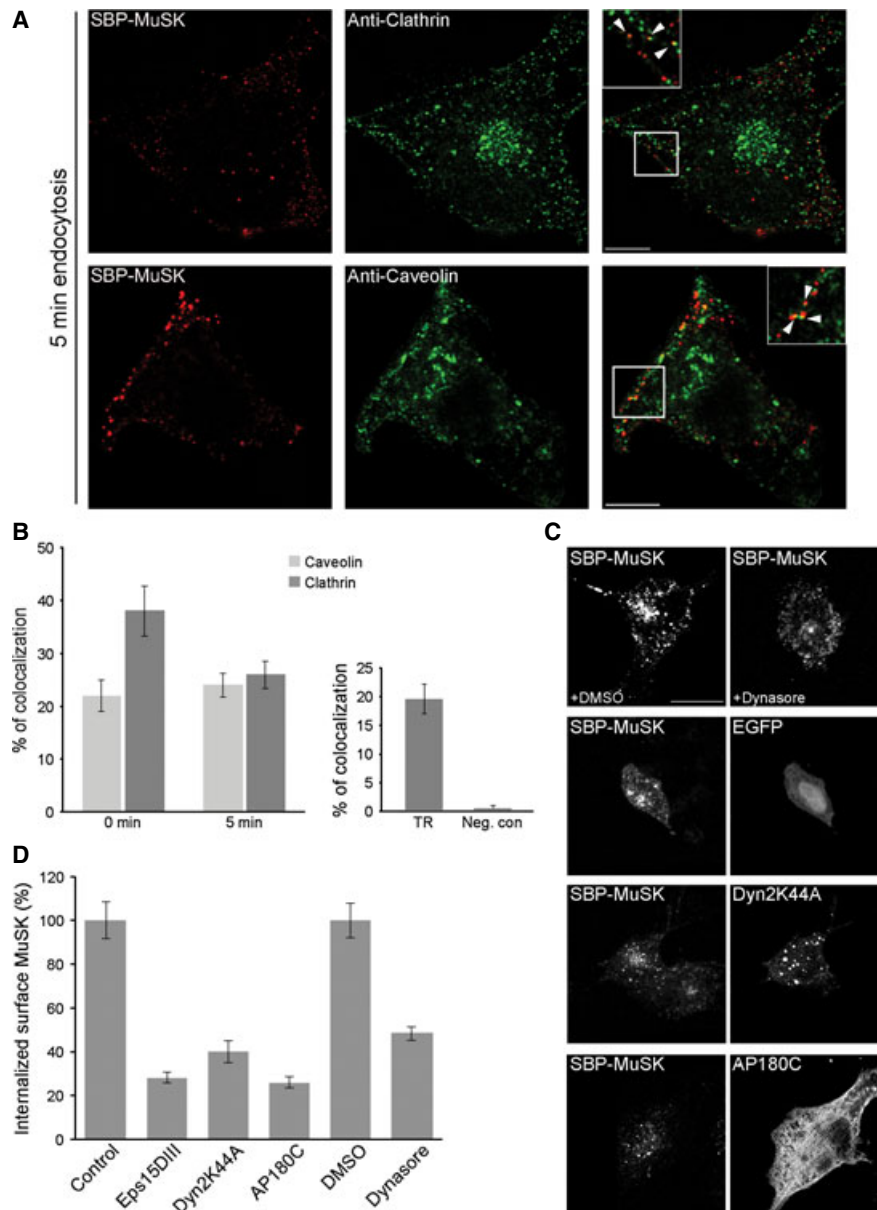 A
SBP-MuSK
Anti-Clathrin
5 min endocytosis
SBP-MuSK
Anti-Caveolin
B
50
40
30
20
10
0
% of colocalization
Caveolin
Clathrin
0 min
5 min
25
20
15
10
5
0
% of colocalization
TR
Neg. con
C
SBP-MuSK
SBP-MuSK
+DMSO
+Dynasore
SBP-MuSK
EGFP
SBP-MuSK
Dyn2K44A
SBP-MuSK
AP180C
D
120
100
80
60
40
20
0
Internalized surface MuSK (%)
Control
Eps15DIII
Dyn2K44A
AP180C
DMSO
Dynasore